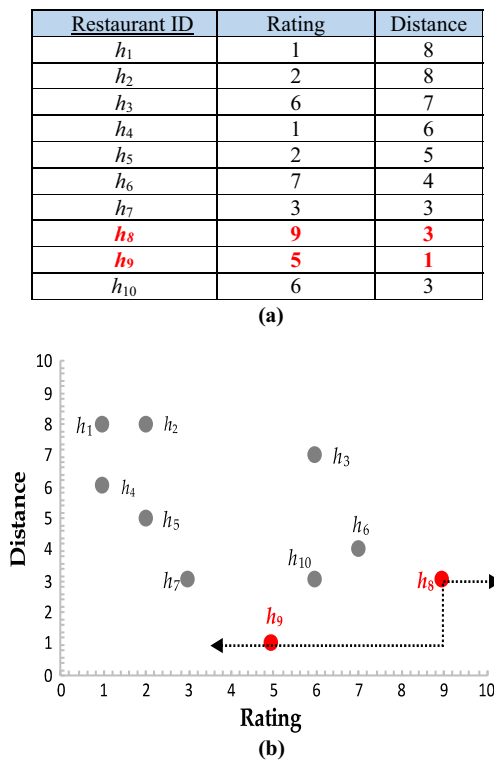 Restaurant ID Rating Distance
h1 1 8
h2 2 8
h3 6 7
h4 1 6
h5 2 5
h6 7 4
h7 3 3
h8 9 3
h9 5 1
h10 6 3
(a)
10
9
8 h1 h2
7 h3
6 h4
5 h5
4 h6
3 h7 h10 h8
2
1 h9
0
Distance
0 1 2 3 4 5 6 7 8 9 10
Rating
(b)